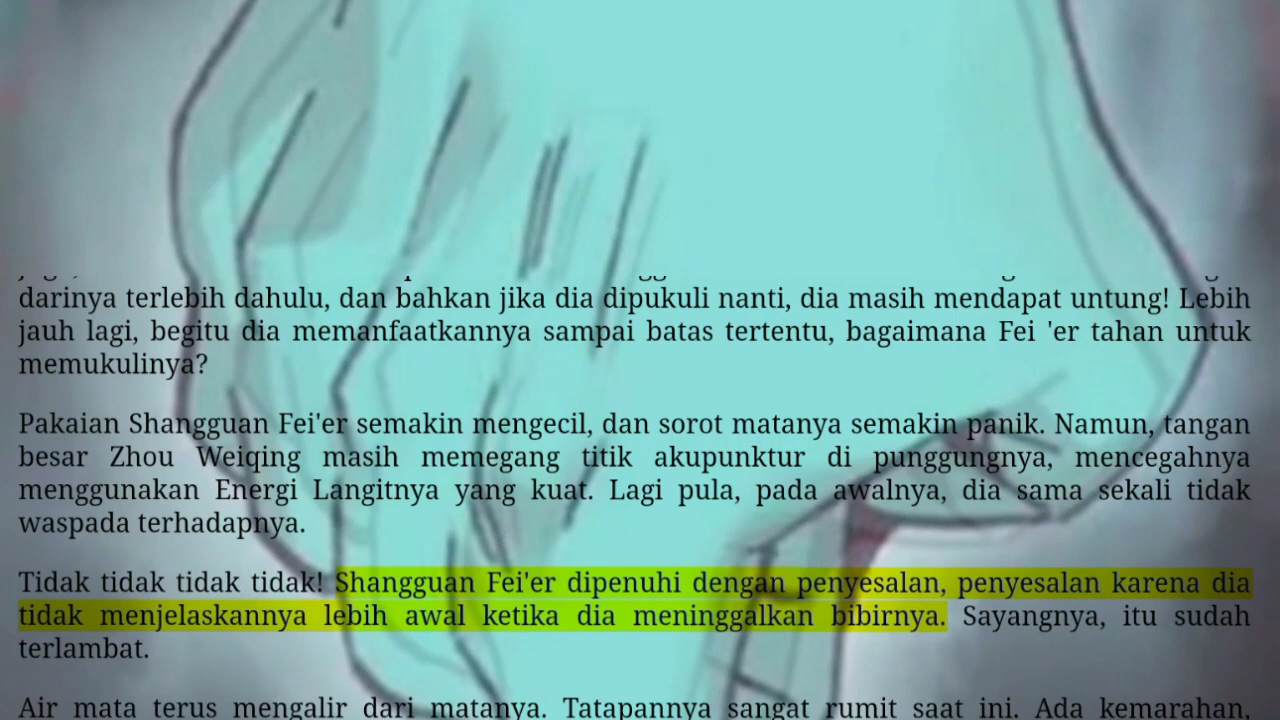 darinya terlebih dahulu, dan bahkan jika dia dipukuli nanti, dia masih mendapat untung! Lebih
jauh lagi, begitu dia memanfaatkannya sampai batas tertentu, bagaimana Fei 'er tahan untuk
memukulinya?
Pakaian Shangguan Fei'er semakin mengecil, dan sorot matanya semakin panik. Namun, tangan
besar Zhou Weiqing masih memegang titik akupunktur di punggungnya, mencegahnya
menggunakan Energi Langitnya yang kuat. Lagi pula, pada awalnya, dia sama sekali tidak
waspada terhadapnya.
Tidak tidak tidak tidak! Shangguan Fei'er dipenuhi dengan penyesalan, penyesalan karena dia
tidak menjelaskannya lebih awal ketika dia meninggalkan bibirnya. Sayangnya, itu sudah
terlambat.
Air mata terus mengalir dari matanya. Tatapannya sangat rumit saat ini. Ada kemarahan,